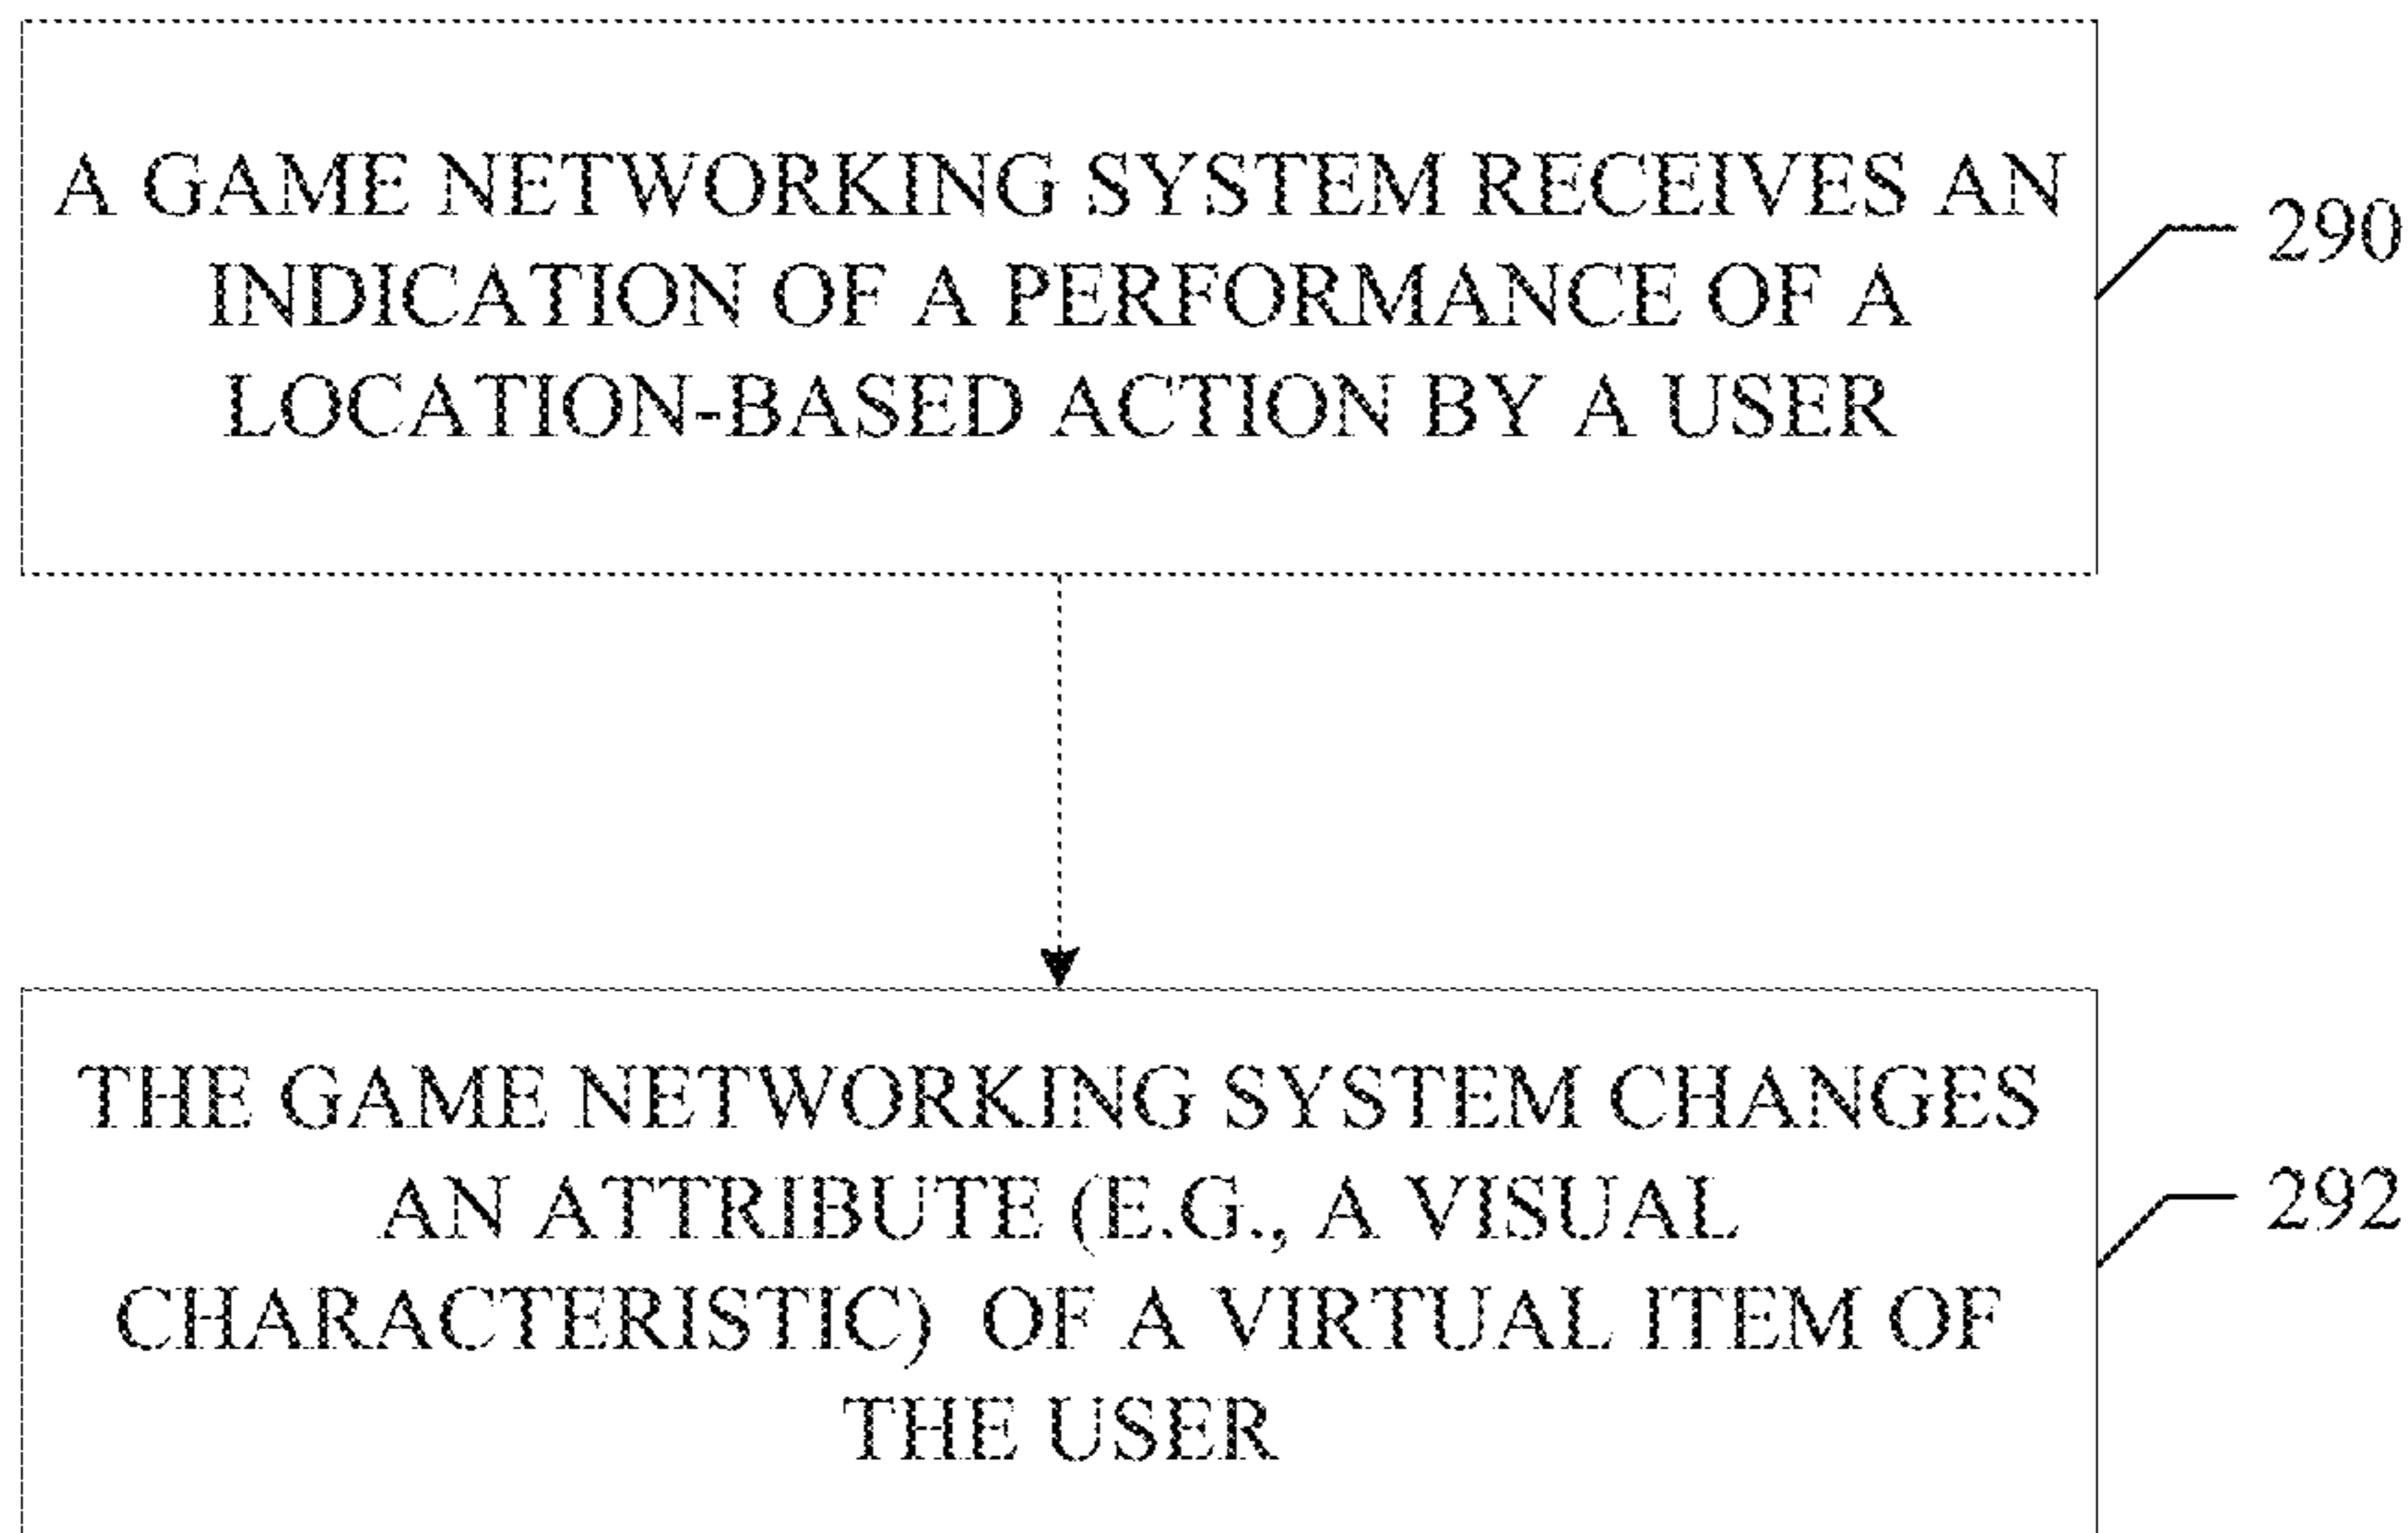 A GAME NETWORKING SYSTEM RECEIVES AN
INDICATION OF A PERFORMANCE OF A
LOCATION-BASED ACTION BY A USER
290
THE GAME NETWORKING SYSTEM CHANGES
AN ATTRIBUTE (E.G., A VISUAL
CHARACTERISTIC) OF A VIRTUAL ITEM OF
THE USER
292